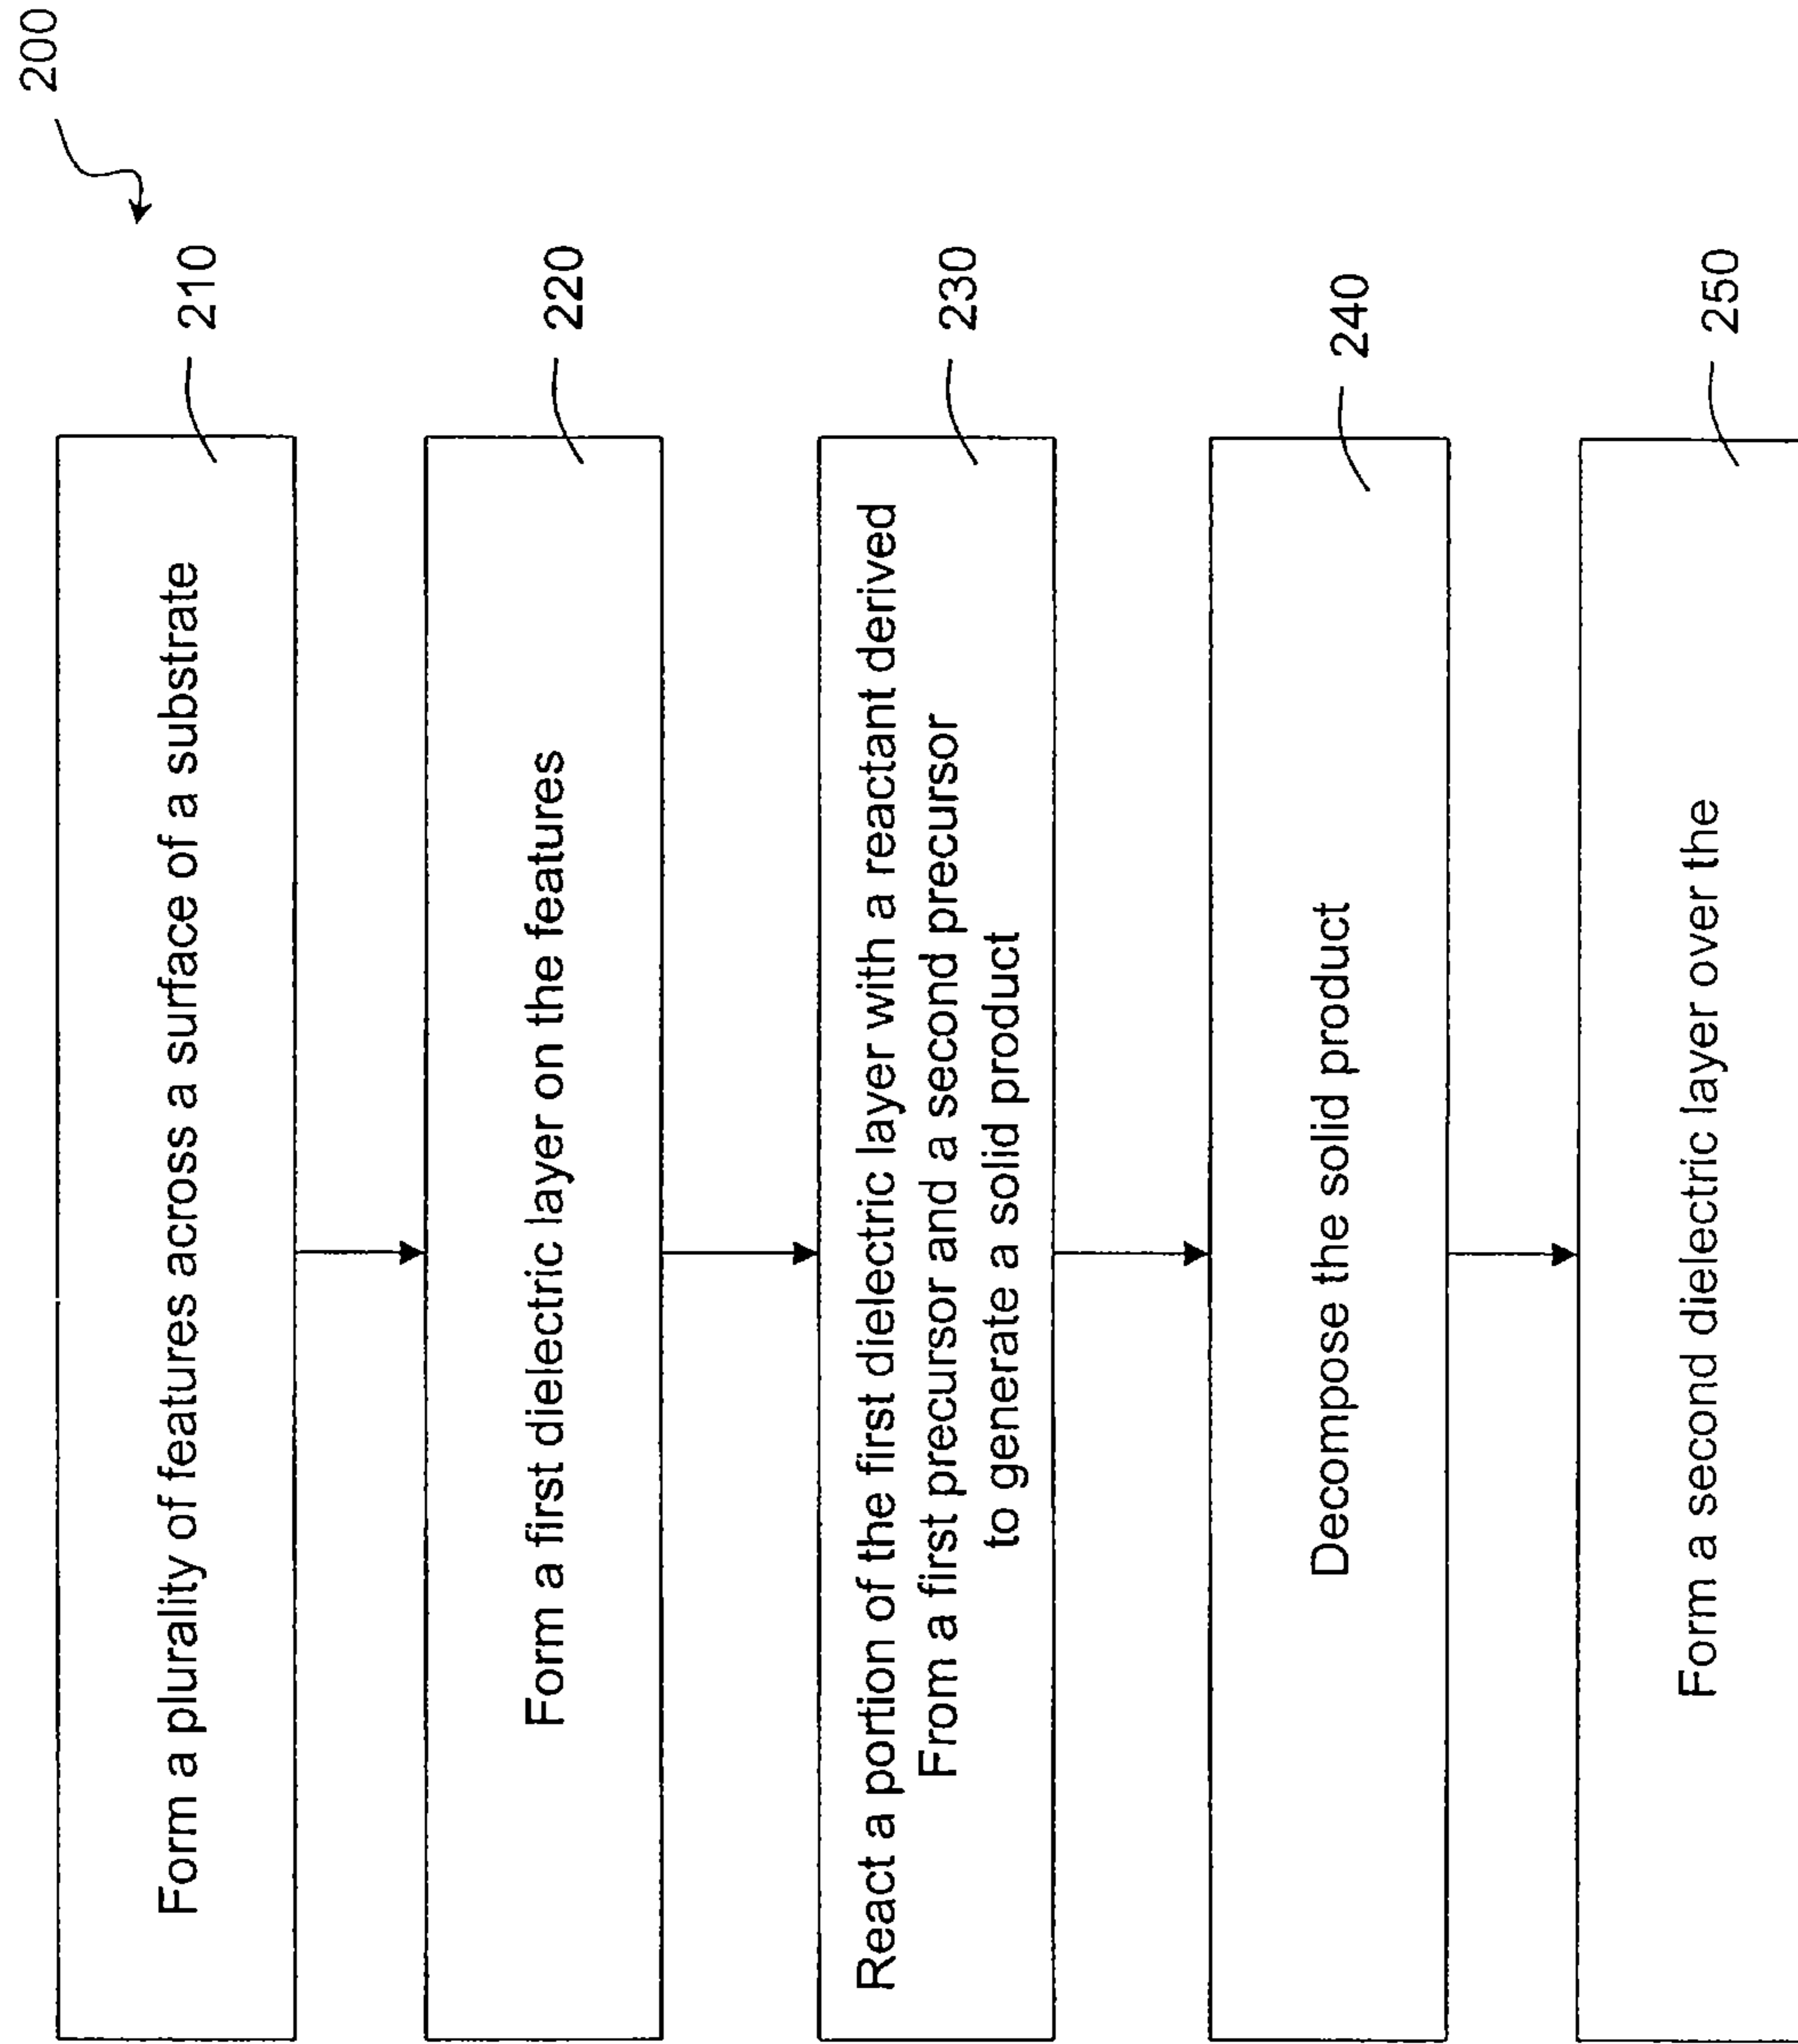 200
Form a plurality of features across a surface of a substrate
210
Form a first dielectric layer on the features
220
React a portion of the first dielectric layer with a reactant derived
From a first precursor and a second precursor
to generate a solid product
230
Decompose the solid product
240
Form a second dielectric layer over the
250